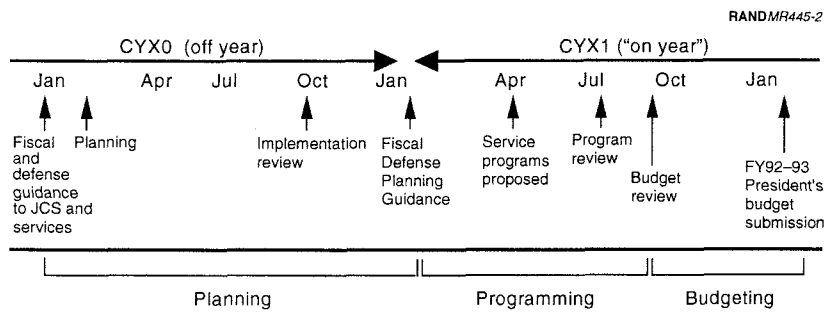 RAND MR445-2
CYX0 (off year)
CYX1 ("on year")
Jan Apr Jul Oct Jan Apr Jul Oct Jan
Fiscal
and
defense
guidance
to JCS and
services
Planning
Implementation
review
Fiscal
Defense
Planning
Guidance
Service
programs
proposed
Program
review
Budget
review
FY92–93
President's
budget
submission
Planning
Programming
Budgeting